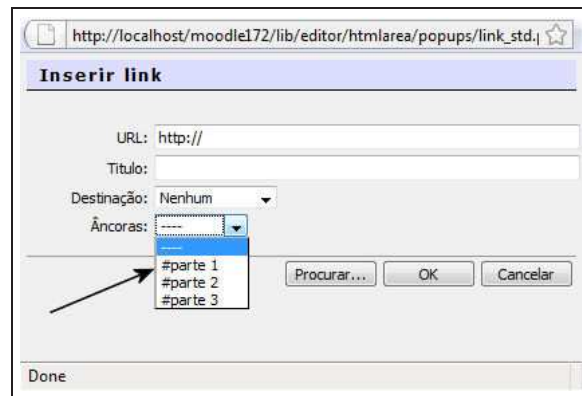 http://localhost/moodle172/lib/editor/htmlarea/popups/link_std.p
Inserir link
URL: http://
Titulo:
Destinação: Nenhum
Âncoras: ----
----
#parte 1
#parte 2
#parte 3
Procurar... OK Cancelar
Done